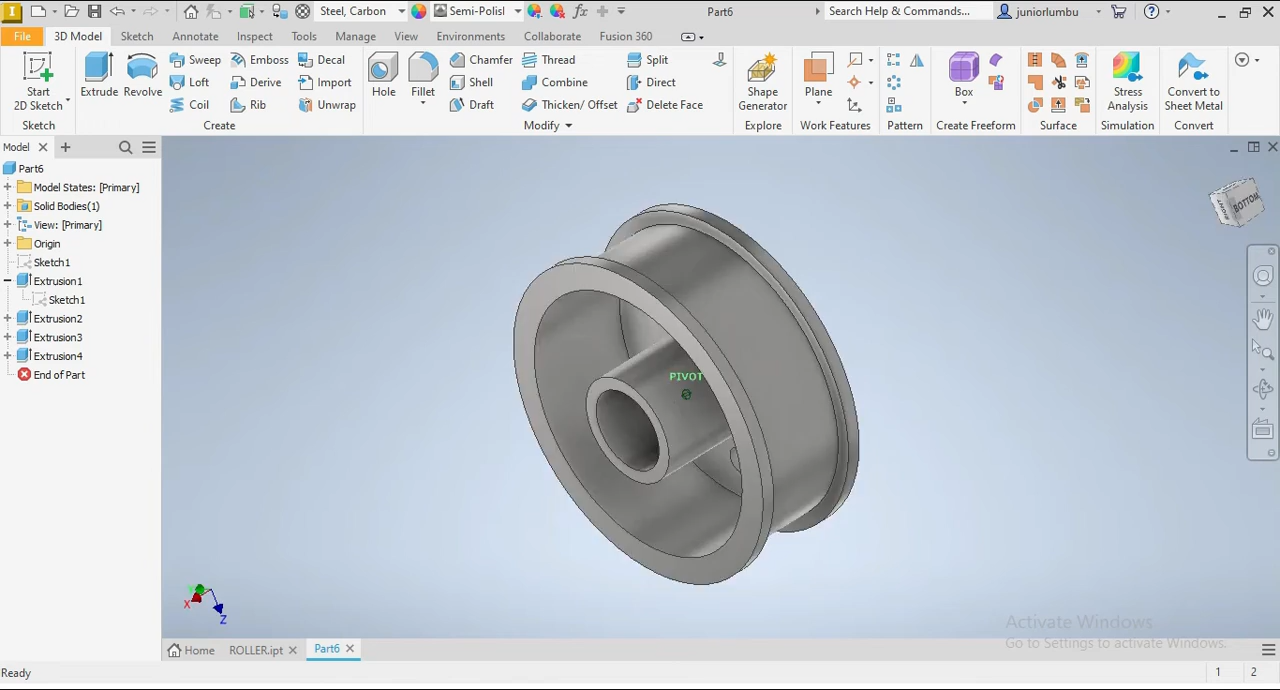 Steel, Carbon
Semi-Polisl
fx
Part6
Search Help & Commands...
juniorlumbu
File
3D Model
Sketch
Annotate
Inspect
Tools
Manage
View
Environments
Collaborate
Fusion 360
Start
2D Sketch
Extrude
Revolve
Sweep
Emboss
Decal
Loft
Derive
Import
Coil
Rib
Unwrap
Hole
Fillet
Chamfer
Thread
Split
Shell
Combine
Direct
Draft
Thicken/ Offset
Delete Face
Shape
Generator
Plane
Box
Stress
Analysis
Convert to
Sheet Metal
Sketch
Create
Modify
Explore
Work Features
Pattern
Create Freeform
Surface
Simulation
Convert
Model
Part6
Model States: [Primary]
Solid Bodies(1)
View: [Primary]
Origin
Sketch1
Extrusion1
Sketch1
Extrusion2
Extrusion3
Extrusion4
End of Part
RIGHT
BOTTOM
PIVOT
X
Z
Activate Windows
Go to Settings to activate Windows.
Home
ROLLER.ipt
Part6
Ready
1
2